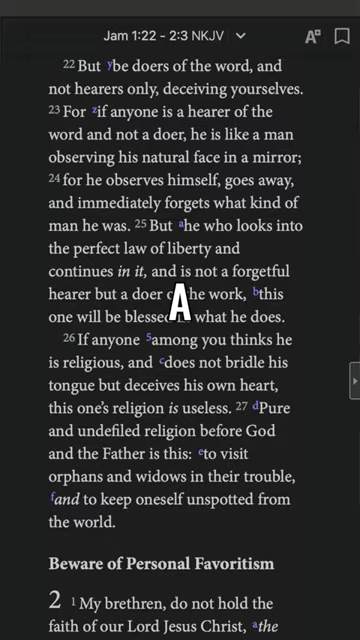 Jam 1:22 - 2:3 NKJV
A
22 But ybe doers of the word, and
not hearers only, deceiving yourselves.
23 For zif anyone is a hearer of the
word and not a doer, he is like a man
observing his natural face in a mirror;
24 for he observes himself, goes away,
and immediately forgets what kind of
man he was. 25 But ahe who looks into
the perfect law of liberty and
continues in it, and is not a forgetful
hearer but a doer of the work, bthis
one will be blessed in what he does.
A
26 If anyone 5among you thinks he
is religious, and cdoes not bridle his
tongue but deceives his own heart,
this one's religion is useless. 27 dPure
and undefiled religion before God
and the Father is this: eto visit
orphans and widows in their trouble,
fand to keep oneself unspotted from
the world.
Beware of Personal Favoritism
2 1 My brethren, do not hold the
faith of our Lord Jesus Christ, athe